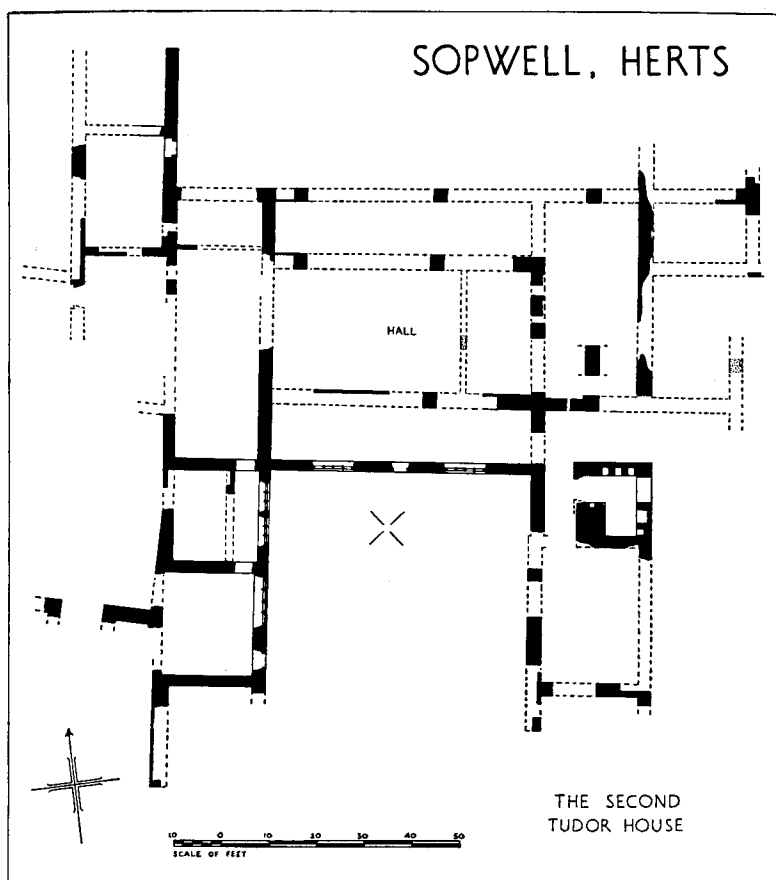 SOPWELL, HERTS
HALL
THE SECOND
TUDOR HOUSE
10 0 10 20 30 40 50
SCALE OF FEET